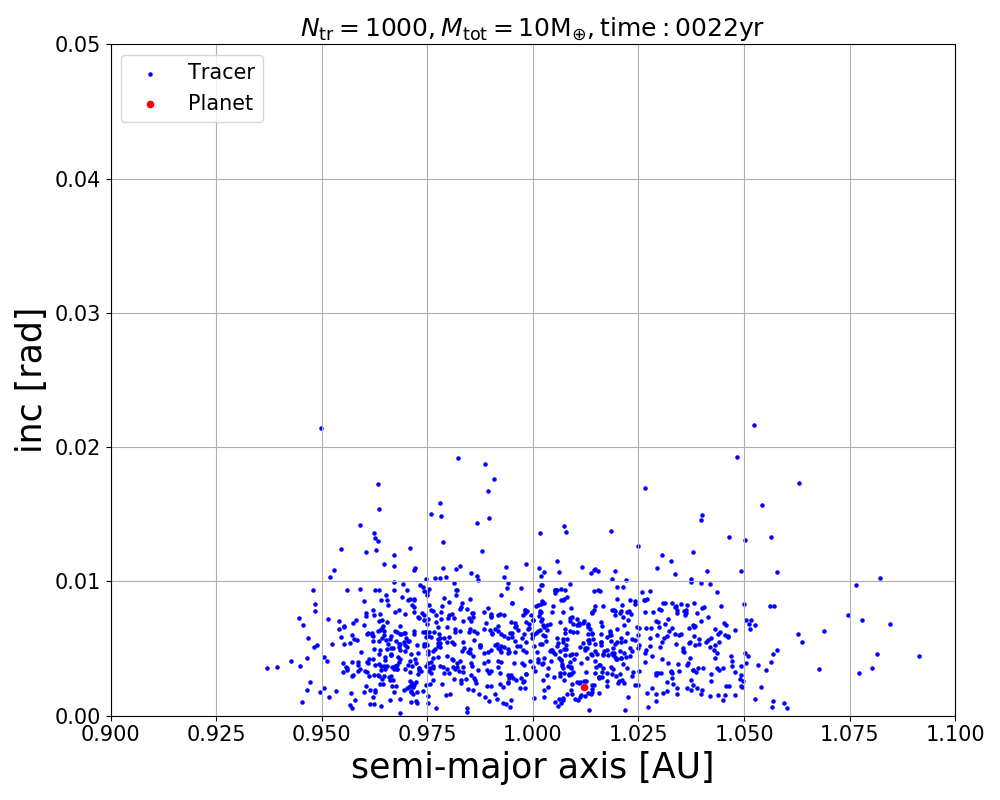 N_tr = 1000, M_tot = 10M_⊕, time : 0022yr
Tracer
Planet
inc [rad]
0.05
0.04
0.03
0.02
0.01
0.00
0.900 0.925 0.950 0.975 1.000 1.025 1.050 1.075 1.100
semi-major axis [AU]